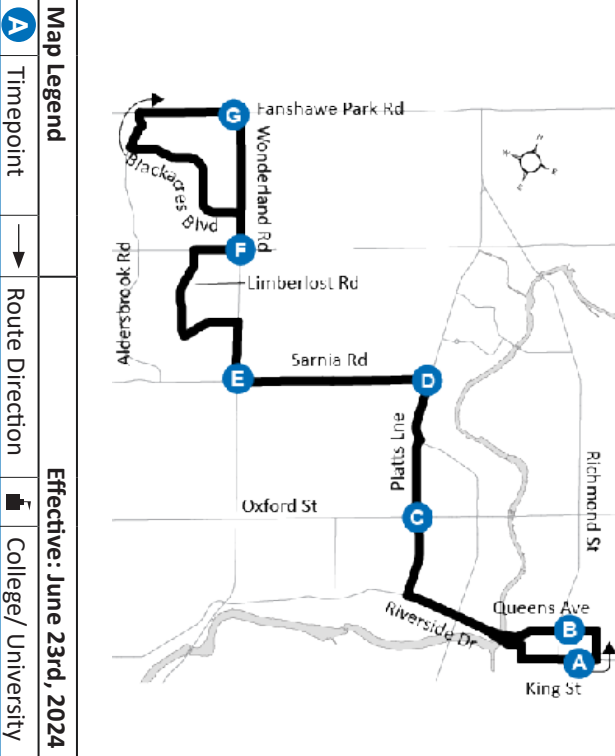 Map Legend
Effective: June 23rd, 2024
A Timepoint
Route Direction
College/ University
G
Fanshawe Park Rd
Wonderland Rd
Blackacres Blvd
F
Limberlost Rd
Aldersbrook Rd
Sarnia Rd
E
D
Platts Lne
Richmond St
Oxford St
C
Riverside Dr
Queens Ave
B
A
King St